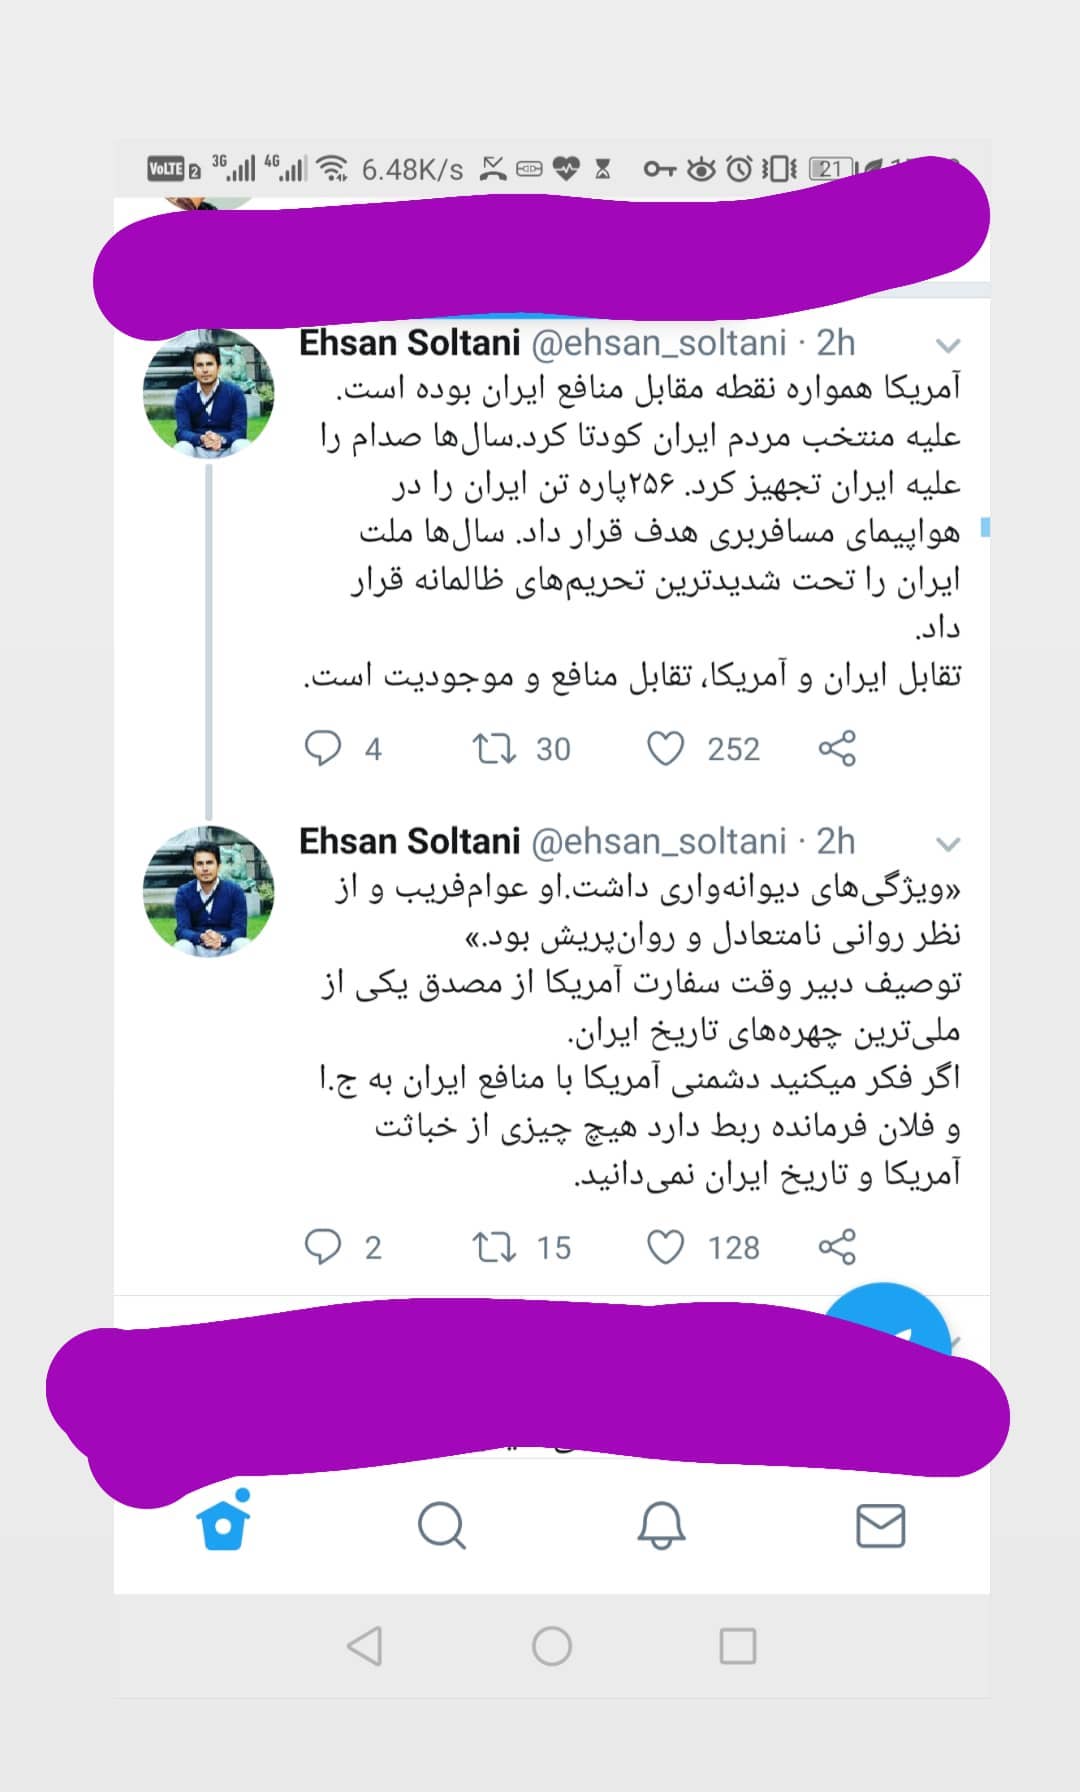 VoLTE 2 3G 4G 6.48K/s 21
Ehsan Soltani @ehsan_soltani · 2h
آمریکا همواره نقطه مقابل منافع ایران بوده است.
علیه منتخب مردم ایران کودتا کرد.سال‌ها صدام را
علیه ایران تجهیز کرد. ۲۵۶پاره تن ایران را در
هواپیمای مسافربری هدف قرار داد. سال‌ها ملت
ایران را تحت شدیدترین تحریم‌های ظالمانه قرار
داد.
تقابل ایران و آمریکا، تقابل منافع و موجودیت است.
4 30 252
Ehsan Soltani @ehsan_soltani · 2h
«ویژگی‌های دیوانه‌واری داشت.او عوام‌فریب و از
نظر روانی نامتعادل و روان‌پریش بود.»
توصیف دبیر وقت سفارت آمریکا از مصدق یکی از
ملی‌ترین چهره‌های تاریخ ایران.
اگر فکر میکنید دشمنی آمریکا با منافع ایران به ج.ا
و فلان فرمانده ربط دارد هیچ چیزی از خباثت
آمریکا و تاریخ ایران نمی‌دانید.
2 15 128